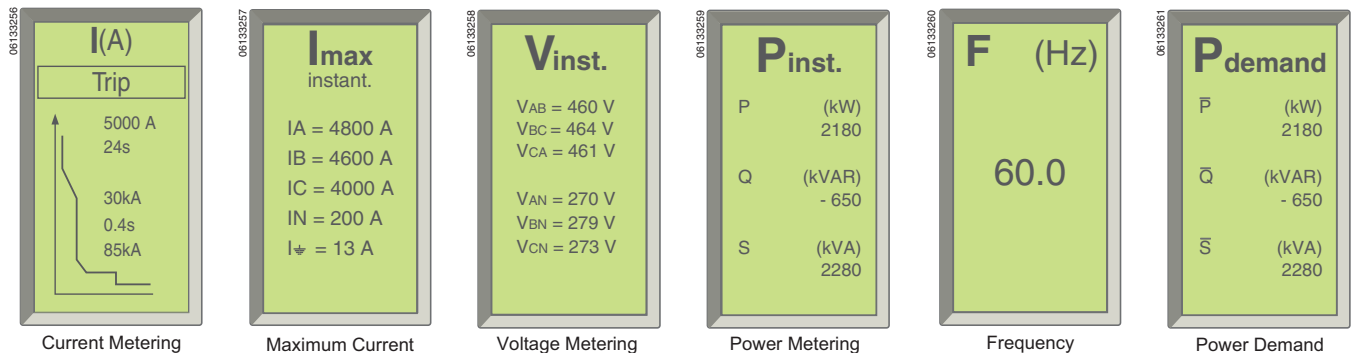 06133256
I(A)
Trip
5000 A
24s
30kA
0.4s
85kA
Current Metering
06133257
Imax
instant.
IA = 4800 A
IB = 4600 A
IC = 4000 A
IN = 200 A
I⏚ = 13 A
Maximum Current
06133258
Vinst.
VAB = 460 V
VBC = 464 V
VCA = 461 V
VAN = 270 V
VBN = 279 V
VCN = 273 V
Voltage Metering
06133259
Pinst.
P (kW)
2180
Q (kVAR)
- 650
S (kVA)
2280
Power Metering
06133260
F (Hz)
60.0
Frequency
06133261
Pdemand
P̅ (kW)
2180
Q̅ (kVAR)
- 650
S̅ (kVA)
2280
Power Demand